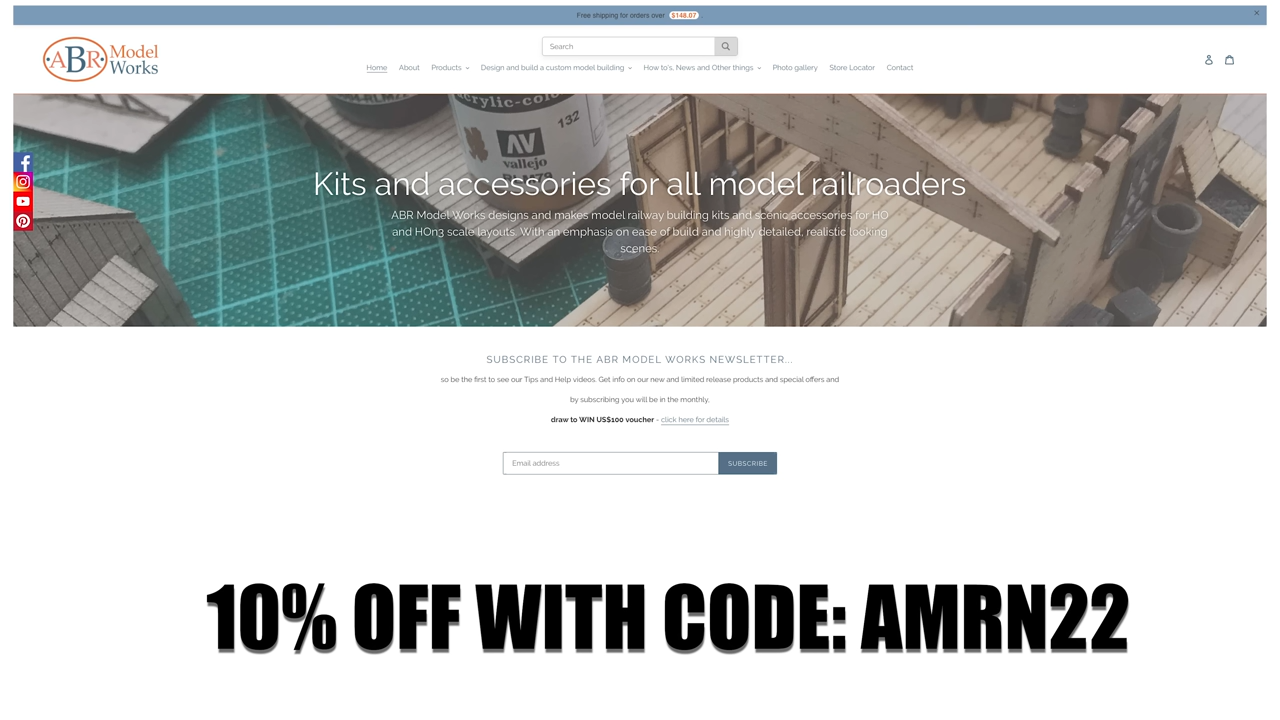 Free shipping for orders over $148.07 .
ABR Model Works
Search
Home About Products Design and build a custom model building How to's, News and Other things Photo gallery Store Locator Contact
acrylic-colo
132
AV
vallejo
Kits and accessories for all model railroaders
ABR Model Works designs and makes model railway building kits and scenic accessories for HO
and HOn3 scale layouts. With an emphasis on ease of build and highly detailed, realistic looking
scenes.
SUBSCRIBE TO THE ABR MODEL WORKS NEWSLETTER...
so be the first to see our Tips and Help videos. Get info on our new and limited release products and special offers and
by subscribing you will be in the monthly,
draw to WIN US$100 voucher - click here for details
Email address SUBSCRIBE
10% OFF WITH CODE: AMRN22